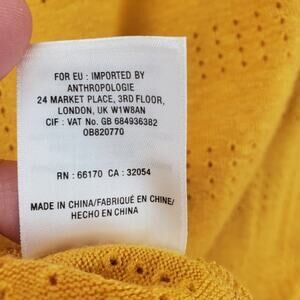 FOR EU : IMPORTED BY
ANTHROPOLOGIE
24 MARKET PLACE, 3RD FLOOR,
LONDON, UK W1W8AN
CIF : VAT No. GB 684936382
OB820770
RN : 66170 CA : 32054
MADE IN CHINA/FABRIQUÉ EN CHINE/
HECHO EN CHINA